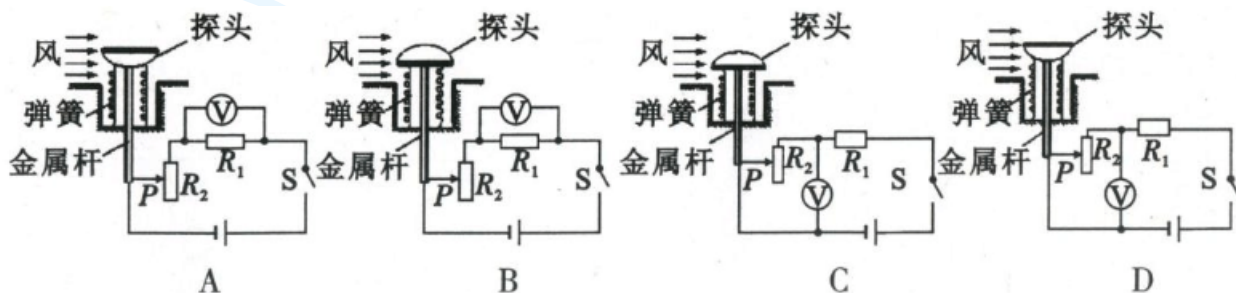 风 探头 弹簧 金属杆 V R₁ P R₂ S
A
风 探头 弹簧 金属杆 V R₁ P R₂ S
B
风 探头 弹簧 金属杆 R₂ R₁ P V S
C
风 探头 弹簧 金属杆 R₂ R₁ P V S
D